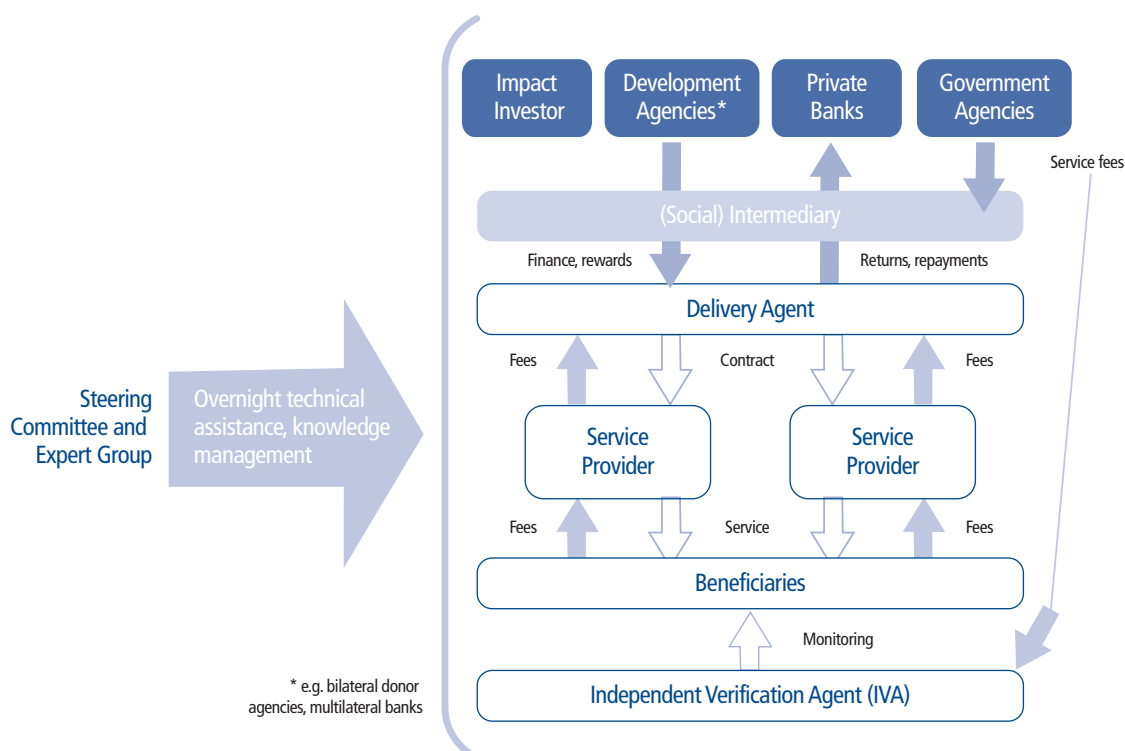 Impact
Investor
Development
Agencies*
Private
Banks
Government
Agencies
Service fees
(Social) Intermediary
Finance, rewards
Returns, repayments
Delivery Agent
Fees
Contract
Fees
Steering
Committee and
Expert Group
Overnight technical
assistance, knowledge
management
Service
Provider
Service
Provider
Fees
Service
Fees
Beneficiaries
Monitoring
* e.g. bilateral donor
agencies, multilateral banks
Independent Verification Agent (IVA)